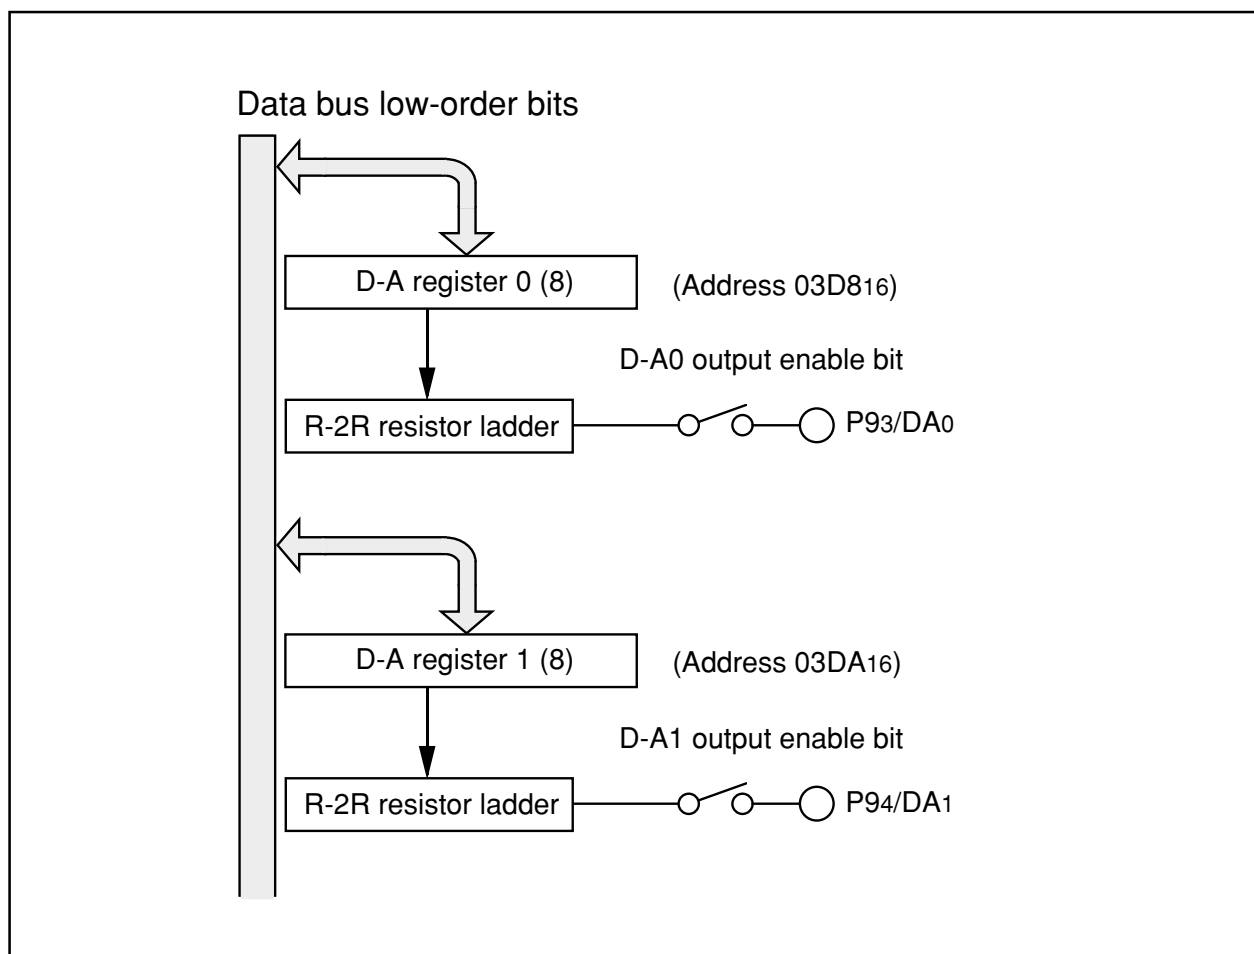 Data bus low-order bits
D-A register 0 (8)
(Address 03D816)
D-A0 output enable bit
R-2R resistor ladder
P93/DA0
D-A register 1 (8)
(Address 03DA16)
D-A1 output enable bit
R-2R resistor ladder
P94/DA1